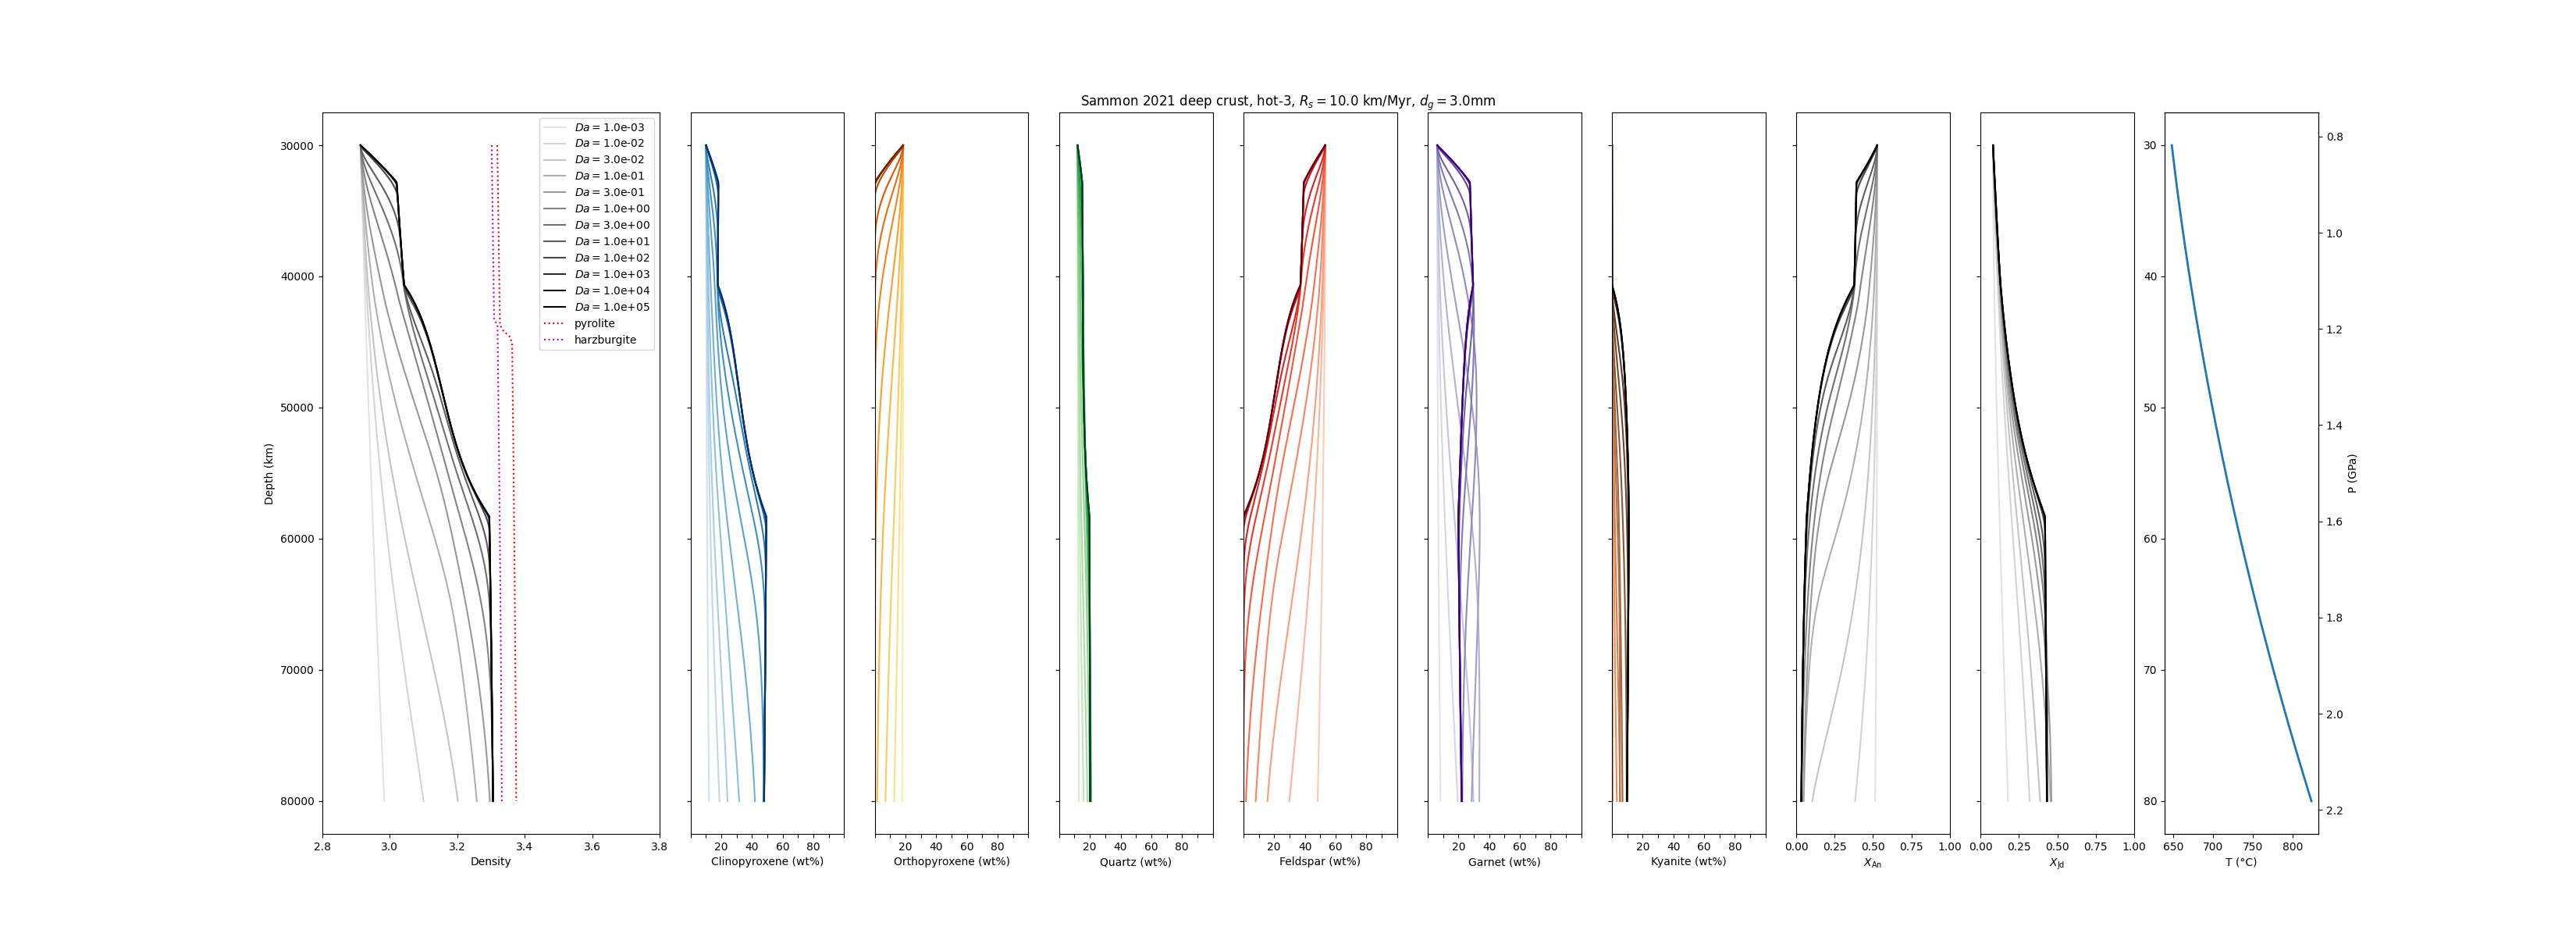 Sammon 2021 deep crust, hot-3, Rs = 10.0 km/Myr, dg = 3.0mm
Da = 1.0e-03
Da = 1.0e-02
Da = 3.0e-02
Da = 1.0e-01
Da = 3.0e-01
Da = 1.0e+00
Da = 3.0e+00
Da = 1.0e+01
Da = 1.0e+02
Da = 1.0e+03
Da = 1.0e+04
Da = 1.0e+05
pyrolite
harzburgite
Depth (km)
30000
40000
50000
60000
70000
80000
2.8 3.0 3.2 3.4 3.6 3.8
Density
20 40 60 80
Clinopyroxene (wt%)
20 40 60 80
Orthopyroxene (wt%)
20 40 60 80
Quartz (wt%)
20 40 60 80
Feldspar (wt%)
20 40 60 80
Garnet (wt%)
20 40 60 80
Kyanite (wt%)
0.00 0.25 0.50 0.75 1.00
XAn
0.00 0.25 0.50 0.75 1.00
XJd
30
40
50
60
70
80
650 700 750 800
T (°C)
0.8
1.0
1.2
1.4
1.6
1.8
2.0
2.2
P (GPa)